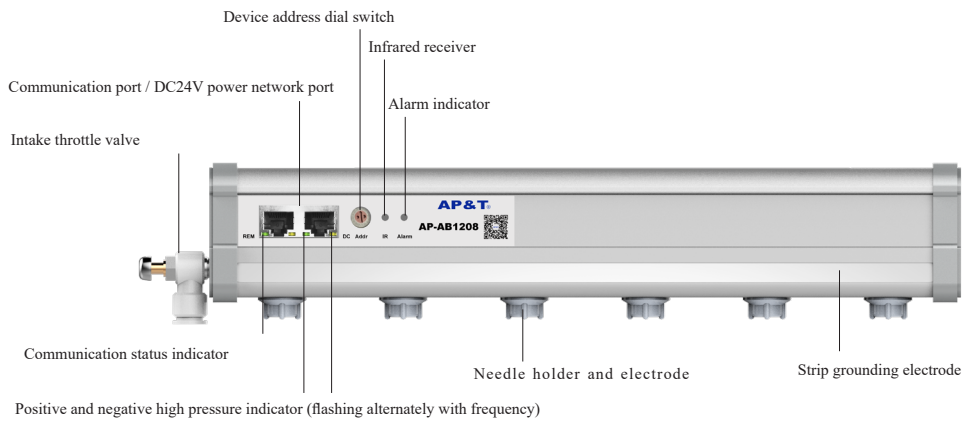 Device address dial switch
Infrared receiver
Communication port / DC24V power network port
Alarm indicator
Intake throttle valve
AP&T®
AP-AB1208
REM
DC Addr IR Alarm
Communication status indicator
Needle holder and electrode
Strip grounding electrode
Positive and negative high pressure indicator (flashing alternately with frequency)